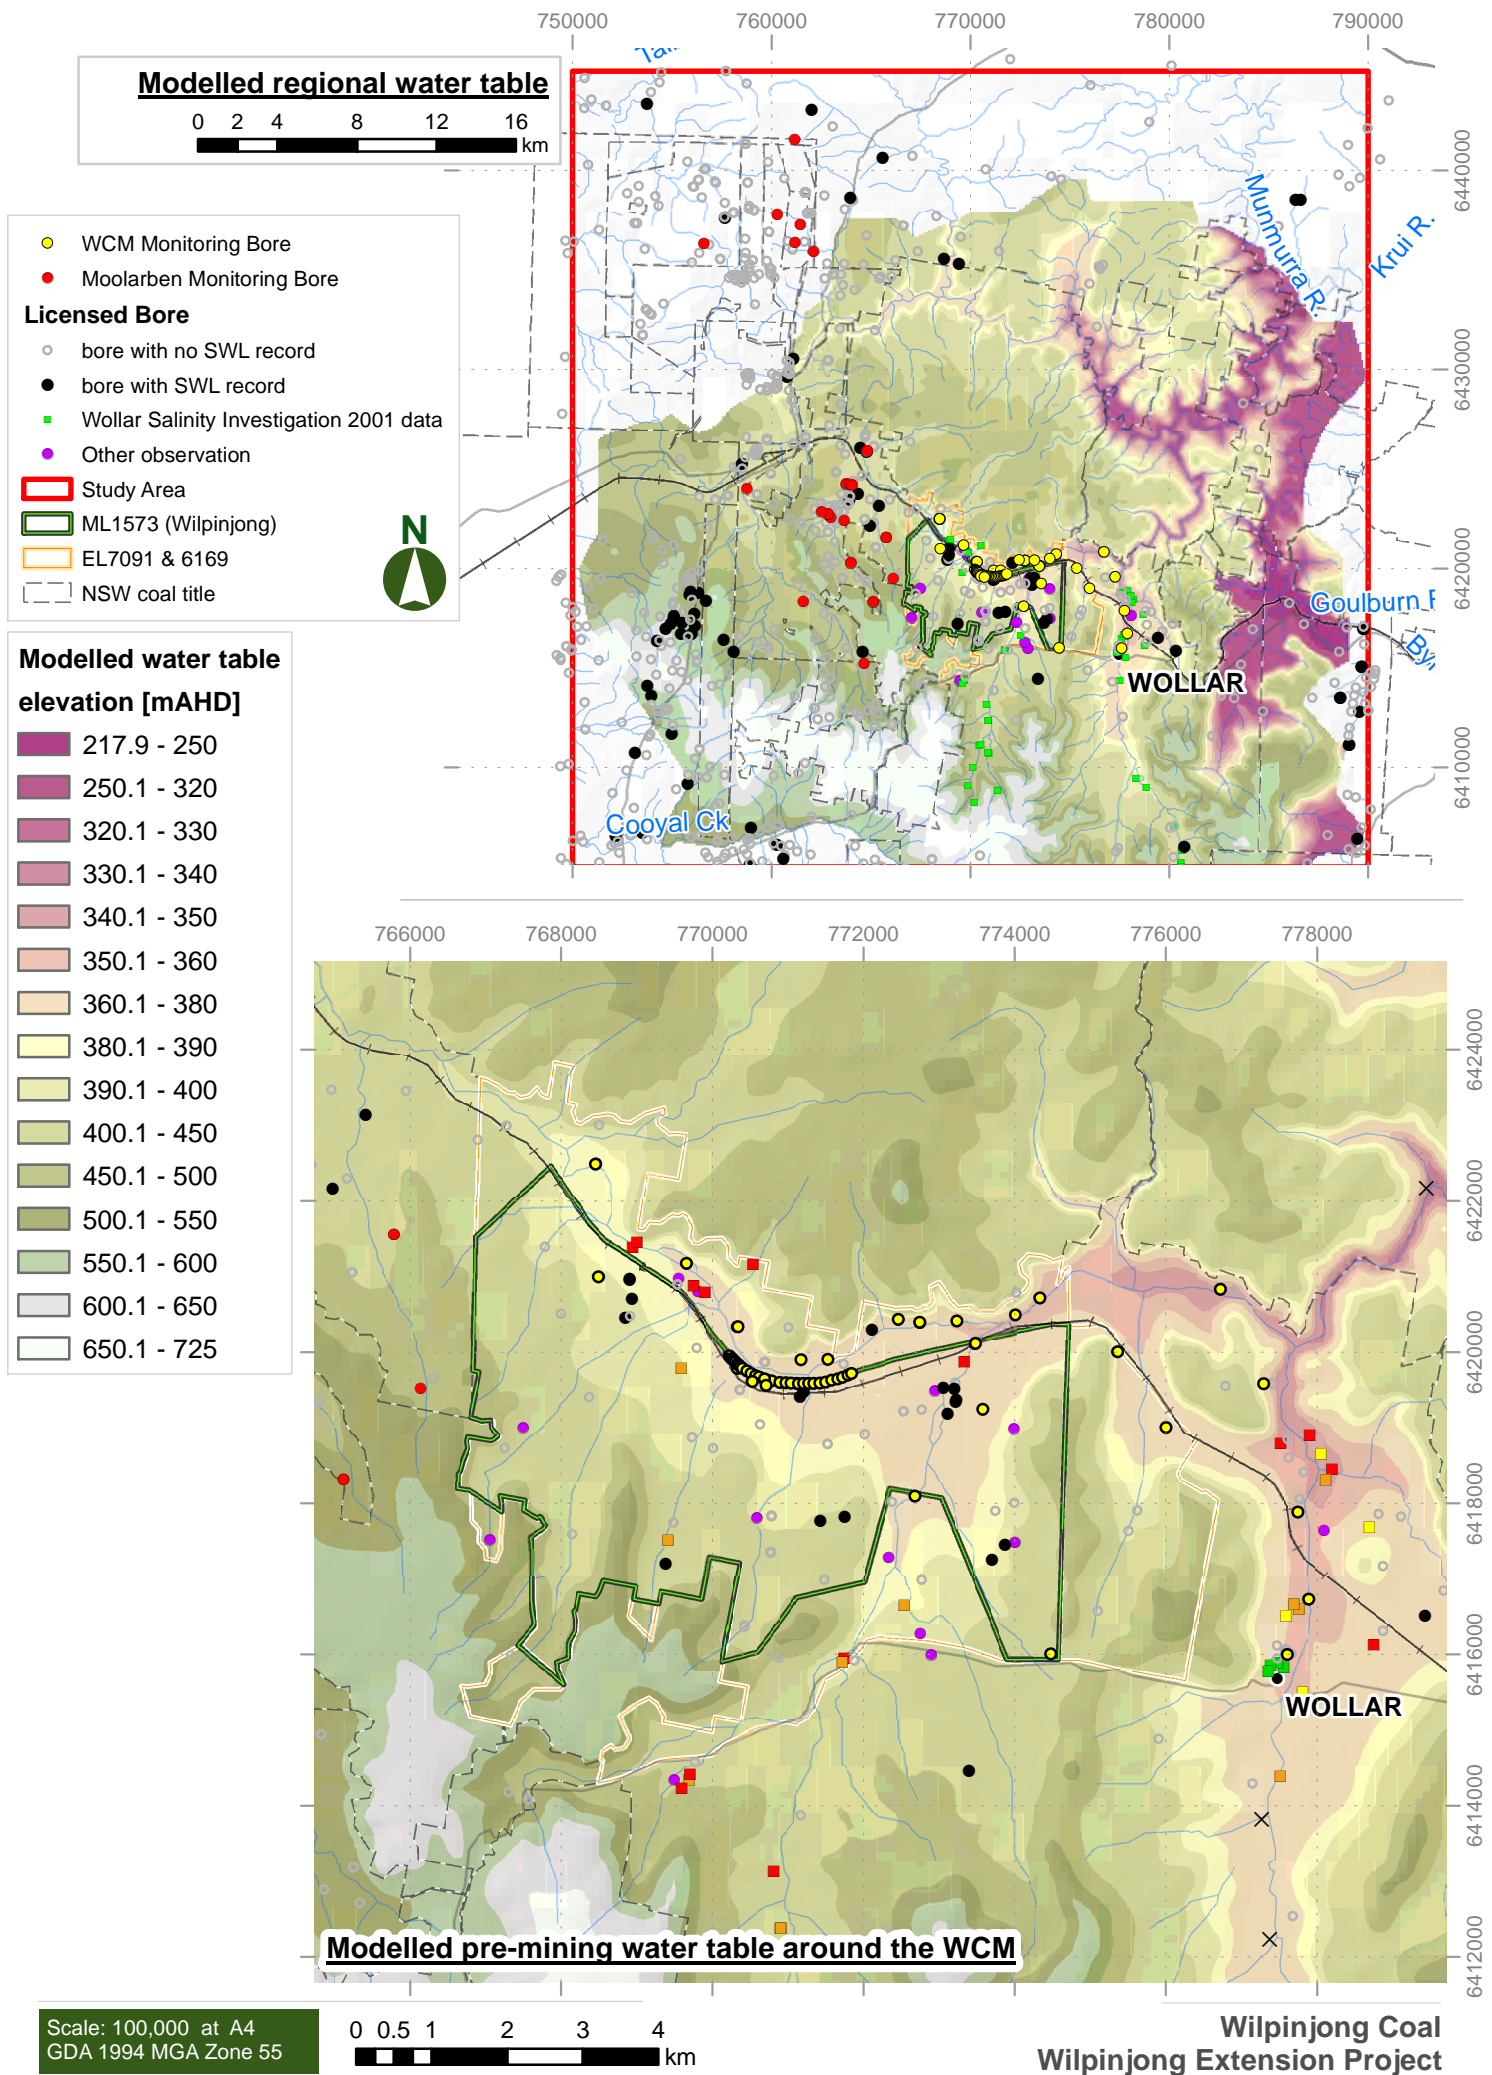 750000 760000 770000 780000 790000
Modelled regional water table
0 2 4 8 12 16
km
6440000
6430000
6420000
6410000
Munmurra R.
Krui R.
Goulburn
WOLLAR
Cooyal Ck
WCM Monitoring Bore
Moolarben Monitoring Bore
Licensed Bore
bore with no SWL record
bore with SWL record
Wollar Salinity Investigation 2001 data
Other observation
Study Area
ML1573 (Wilpinjong)
EL7091 & 6169
NSW coal title
N
Modelled water table
elevation [mAHD]
217.9 - 250
250.1 - 320
320.1 - 330
330.1 - 340
340.1 - 350
350.1 - 360
360.1 - 380
380.1 - 390
390.1 - 400
400.1 - 450
450.1 - 500
500.1 - 550
550.1 - 600
600.1 - 650
650.1 - 725
766000 768000 770000 772000 774000 776000 778000
6424000
6422000
6420000
6418000
6416000
6414000
6412000
WOLLAR
Modelled pre-mining water table around the WCM
Scale: 100,000 at A4
GDA 1994 MGA Zone 55
0 0.5 1 2 3 4
km
Wilpinjong Coal
Wilpinjong Extension Project